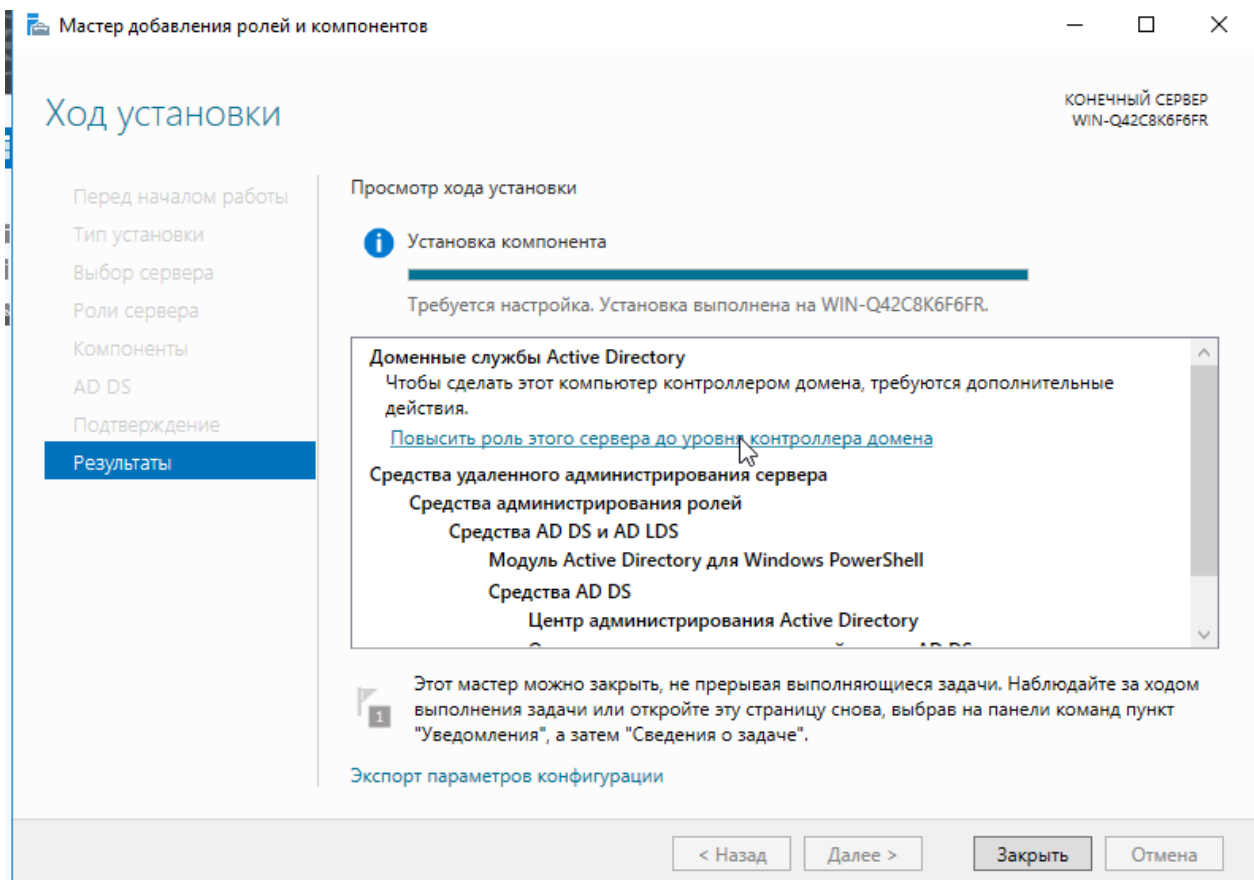 Мастер добавления ролей и компонентов
Ход установки
КОНЕЧНЫЙ СЕРВЕР
WIN-Q42C8K6F6FR
Перед началом работы
Тип установки
Выбор сервера
Роли сервера
Компоненты
AD DS
Подтверждение
Результаты
Просмотр хода установки
Установка компонента
Требуется настройка. Установка выполнена на WIN-Q42C8K6F6FR.
Доменные службы Active Directory
Чтобы сделать этот компьютер контроллером домена, требуются дополнительные
действия.
Повысить роль этого сервера до уровня контроллера домена
Средства удаленного администрирования сервера
Средства администрирования ролей
Средства AD DS и AD LDS
Модуль Active Directory для Windows PowerShell
Средства AD DS
Центр администрирования Active Directory
1
Этот мастер можно закрыть, не прерывая выполняющиеся задачи. Наблюдайте за ходом
выполнения задачи или откройте эту страницу снова, выбрав на панели команд пункт
"Уведомления", а затем "Сведения о задаче".
Экспорт параметров конфигурации
< Назад
Далее >
Закрыть
Отмена